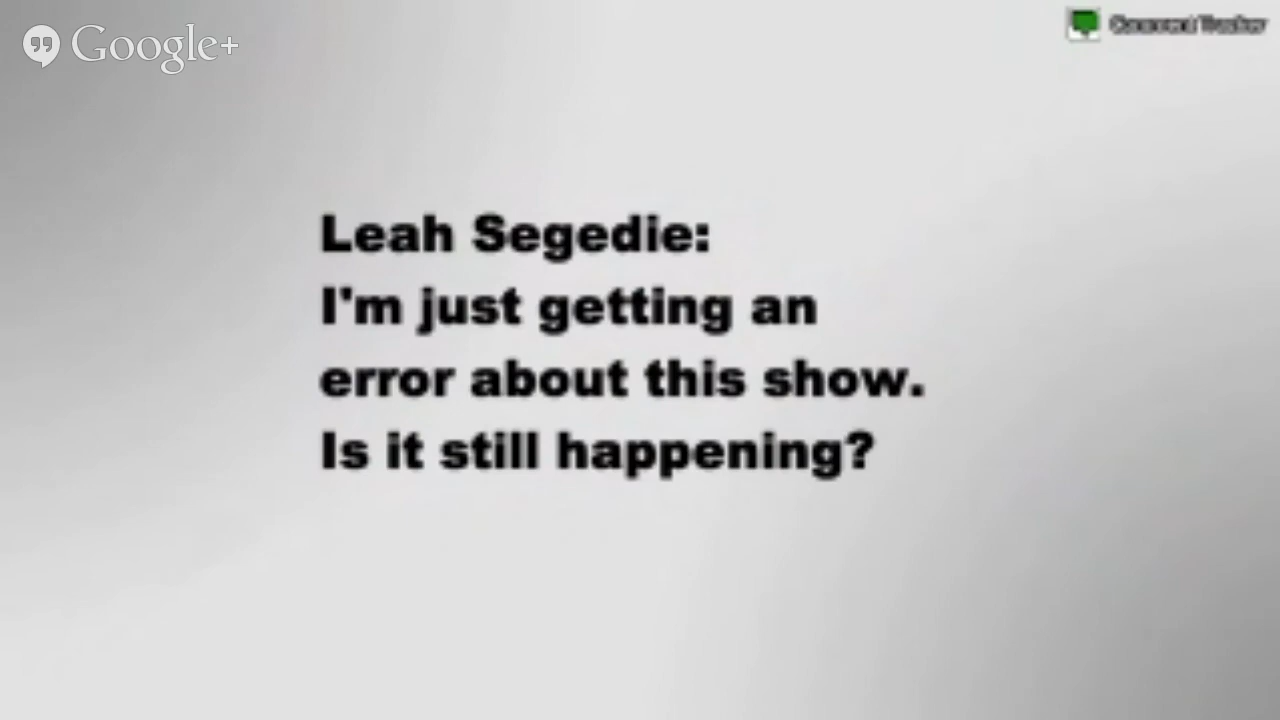 Google+
Leah Segedie:
I'm just getting an
error about this show.
Is it still happening?